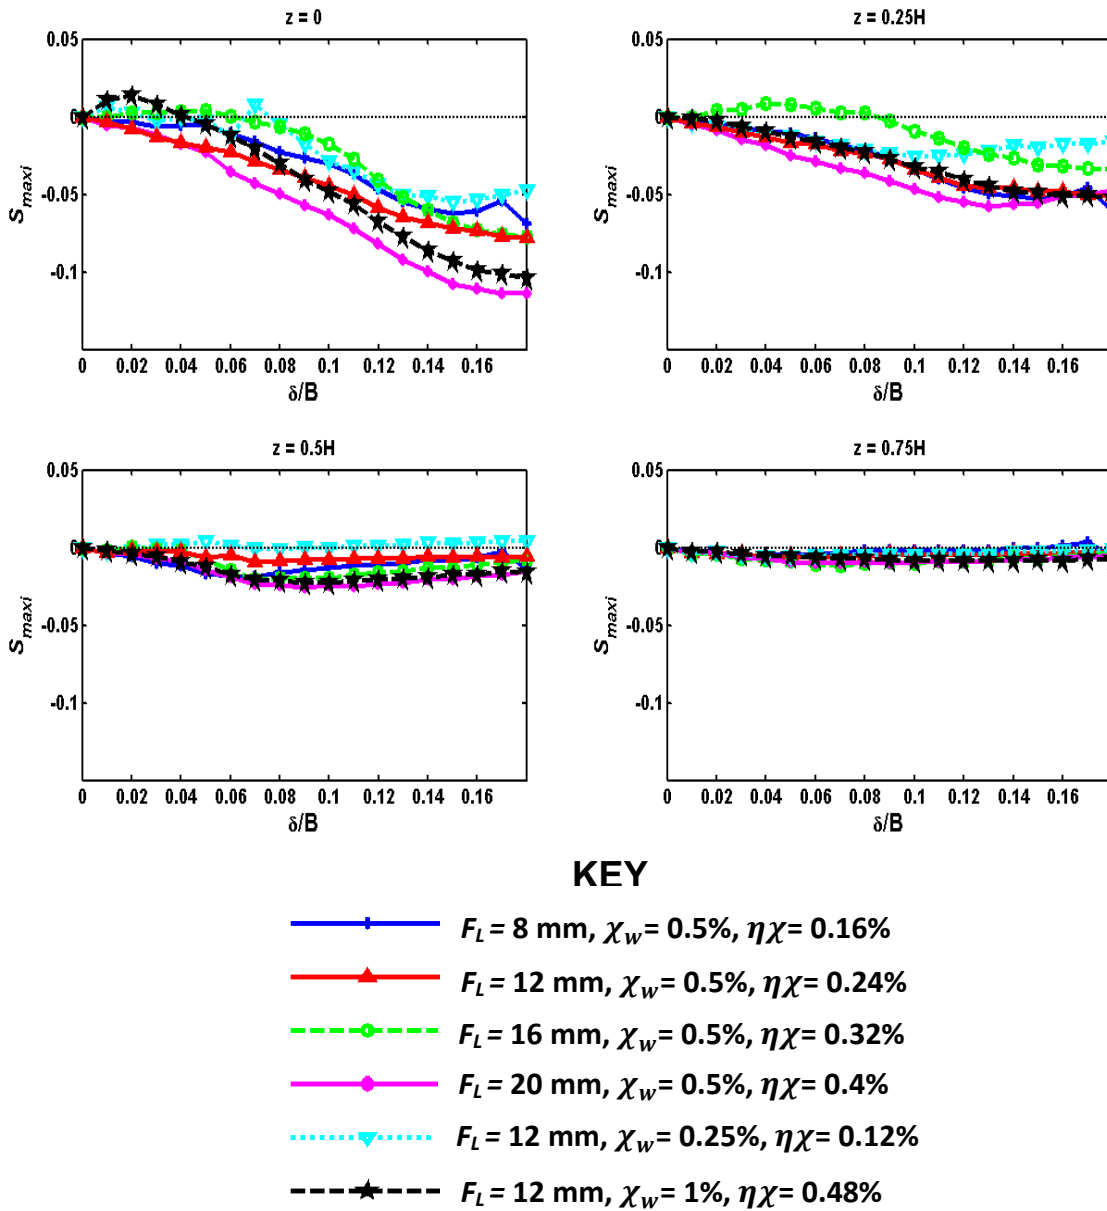 z = 0
0.05
0
-0.05
-0.1
S_maxi
0 0.02 0.04 0.06 0.08 0.1 0.12 0.14 0.16
δ/B
z = 0.25H
0.05
0
-0.05
-0.1
S_maxi
0 0.02 0.04 0.06 0.08 0.1 0.12 0.14 0.16
δ/B
z = 0.5H
0.05
0
-0.05
-0.1
S_maxi
0 0.02 0.04 0.06 0.08 0.1 0.12 0.14 0.16
δ/B
z = 0.75H
0.05
0
-0.05
-0.1
S_maxi
0 0.02 0.04 0.06 0.08 0.1 0.12 0.14 0.16
δ/B
KEY
F_L = 8 mm, χ_w = 0.5%, ηχ = 0.16%
F_L = 12 mm, χ_w = 0.5%, ηχ = 0.24%
F_L = 16 mm, χ_w = 0.5%, ηχ = 0.32%
F_L = 20 mm, χ_w = 0.5%, ηχ = 0.4%
F_L = 12 mm, χ_w = 0.25%, ηχ = 0.12%
F_L = 12 mm, χ_w = 1%, ηχ = 0.48%